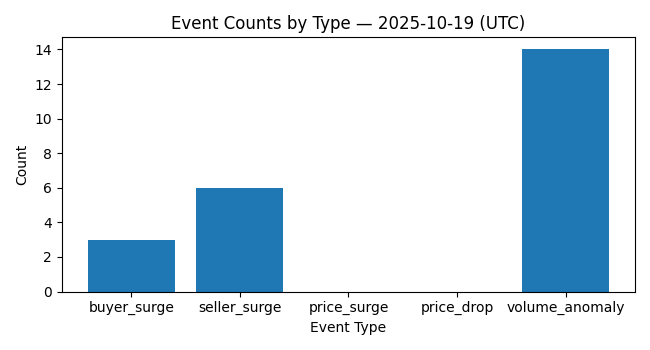 Event Counts by Type — 2025-10-19 (UTC)
Count
14
12
10
8
6
4
2
0
buyer_surge seller_surge price_surge price_drop volume_anomaly
Event Type